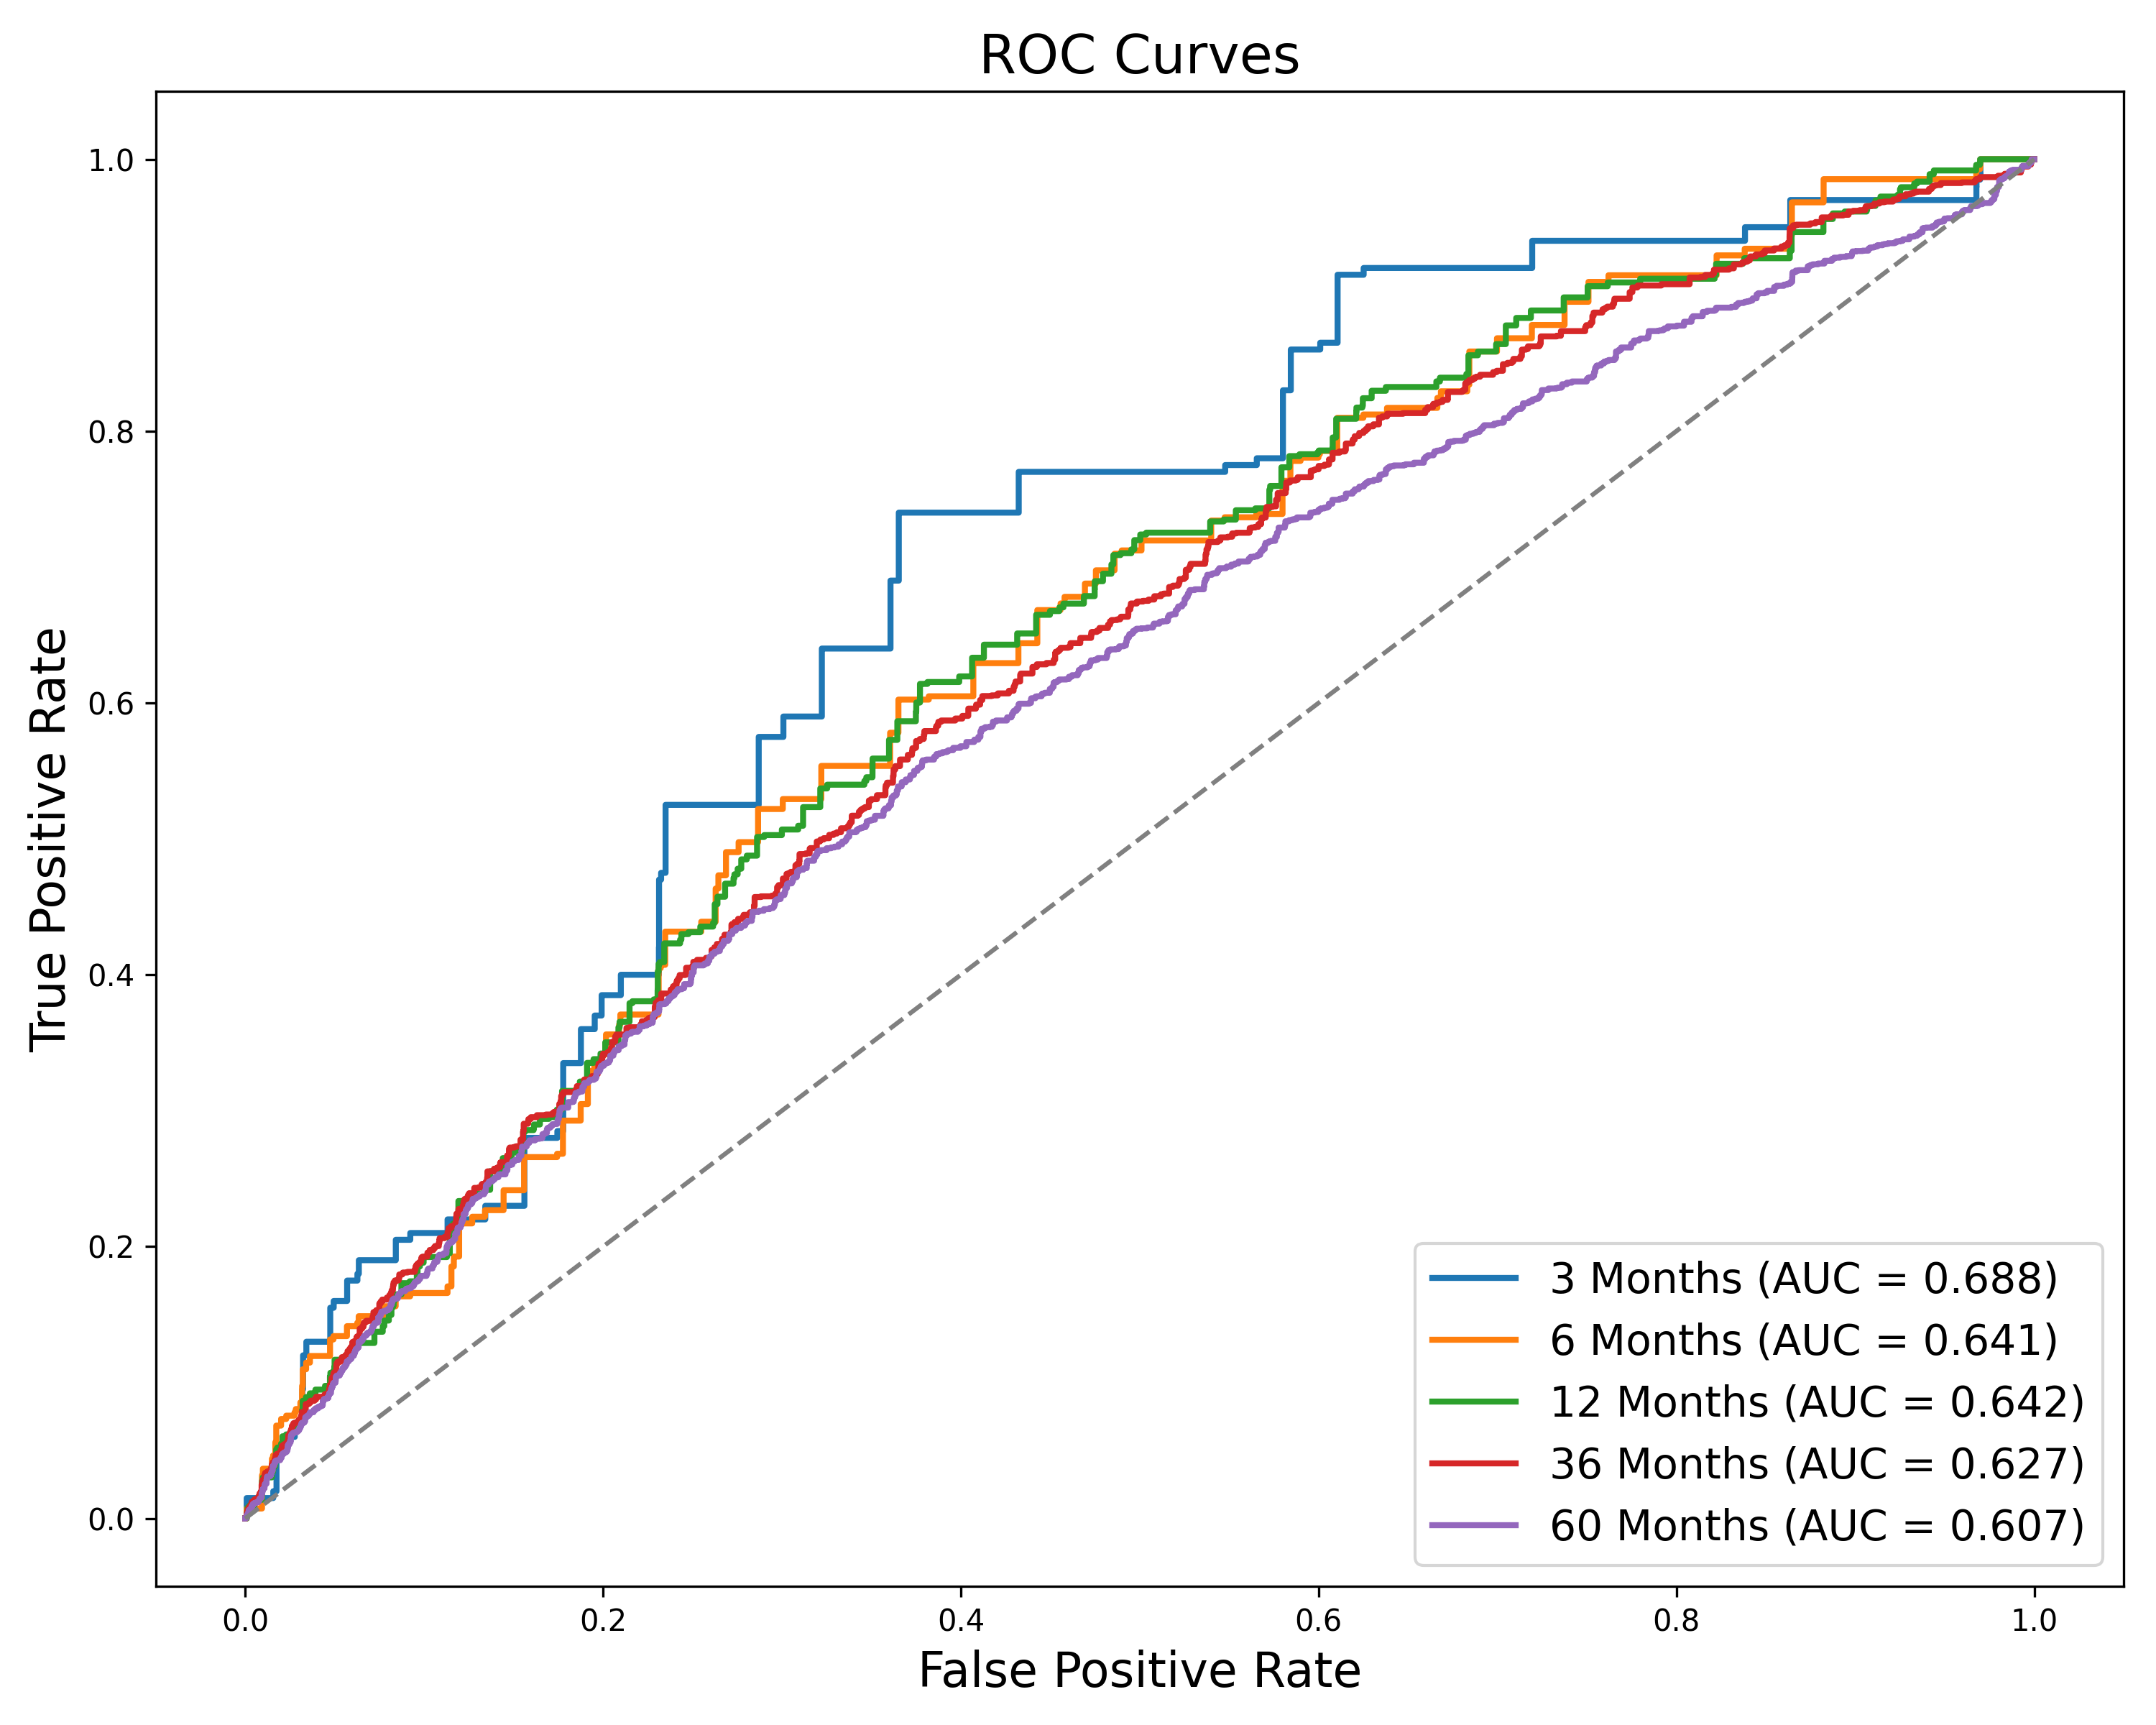 ROC Curves
1.0
0.8
0.6
0.4
0.2
0.0
True Positive Rate
0.0 0.2 0.4 0.6 0.8 1.0
False Positive Rate
3 Months (AUC = 0.688)
6 Months (AUC = 0.641)
12 Months (AUC = 0.642)
36 Months (AUC = 0.627)
60 Months (AUC = 0.607)